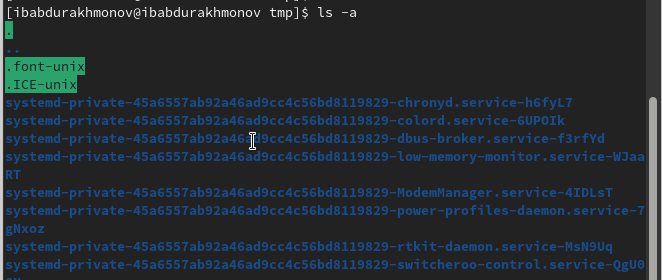 [ibabdurakhmonov@ibabdurakhmonov tmp]$ ls -a
.
..
.font-unix
.ICE-unix
systemd-private-45a6557ab92a46ad9cc4c56bd8119829-chronyd.service-h6fyL7
systemd-private-45a6557ab92a46ad9cc4c56bd8119829-colord.service-6UPOIk
systemd-private-45a6557ab92a46ad9cc4c56bd8119829-dbus-broker.service-f3rfYd
systemd-private-45a6557ab92a46ad9cc4c56bd8119829-low-memory-monitor.service-WJaa
RT
systemd-private-45a6557ab92a46ad9cc4c56bd8119829-ModemManager.service-4IDLsT
systemd-private-45a6557ab92a46ad9cc4c56bd8119829-power-profiles-daemon.service-7
gNxoz
systemd-private-45a6557ab92a46ad9cc4c56bd8119829-rtkit-daemon.service-MsN9Uq
systemd-private-45a6557ab92a46ad9cc4c56bd8119829-switcheroo-control.service-QgU0